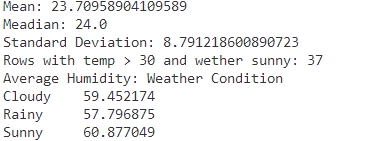 Mean: 23.70958904109589
Meadian: 24.0
Standard Deviation: 8.791218600890723
Rows with temp > 30 and wether sunny: 37
Average Humidity: Weather Condition
Cloudy    59.452174
Rainy     57.796875
Sunny     60.877049